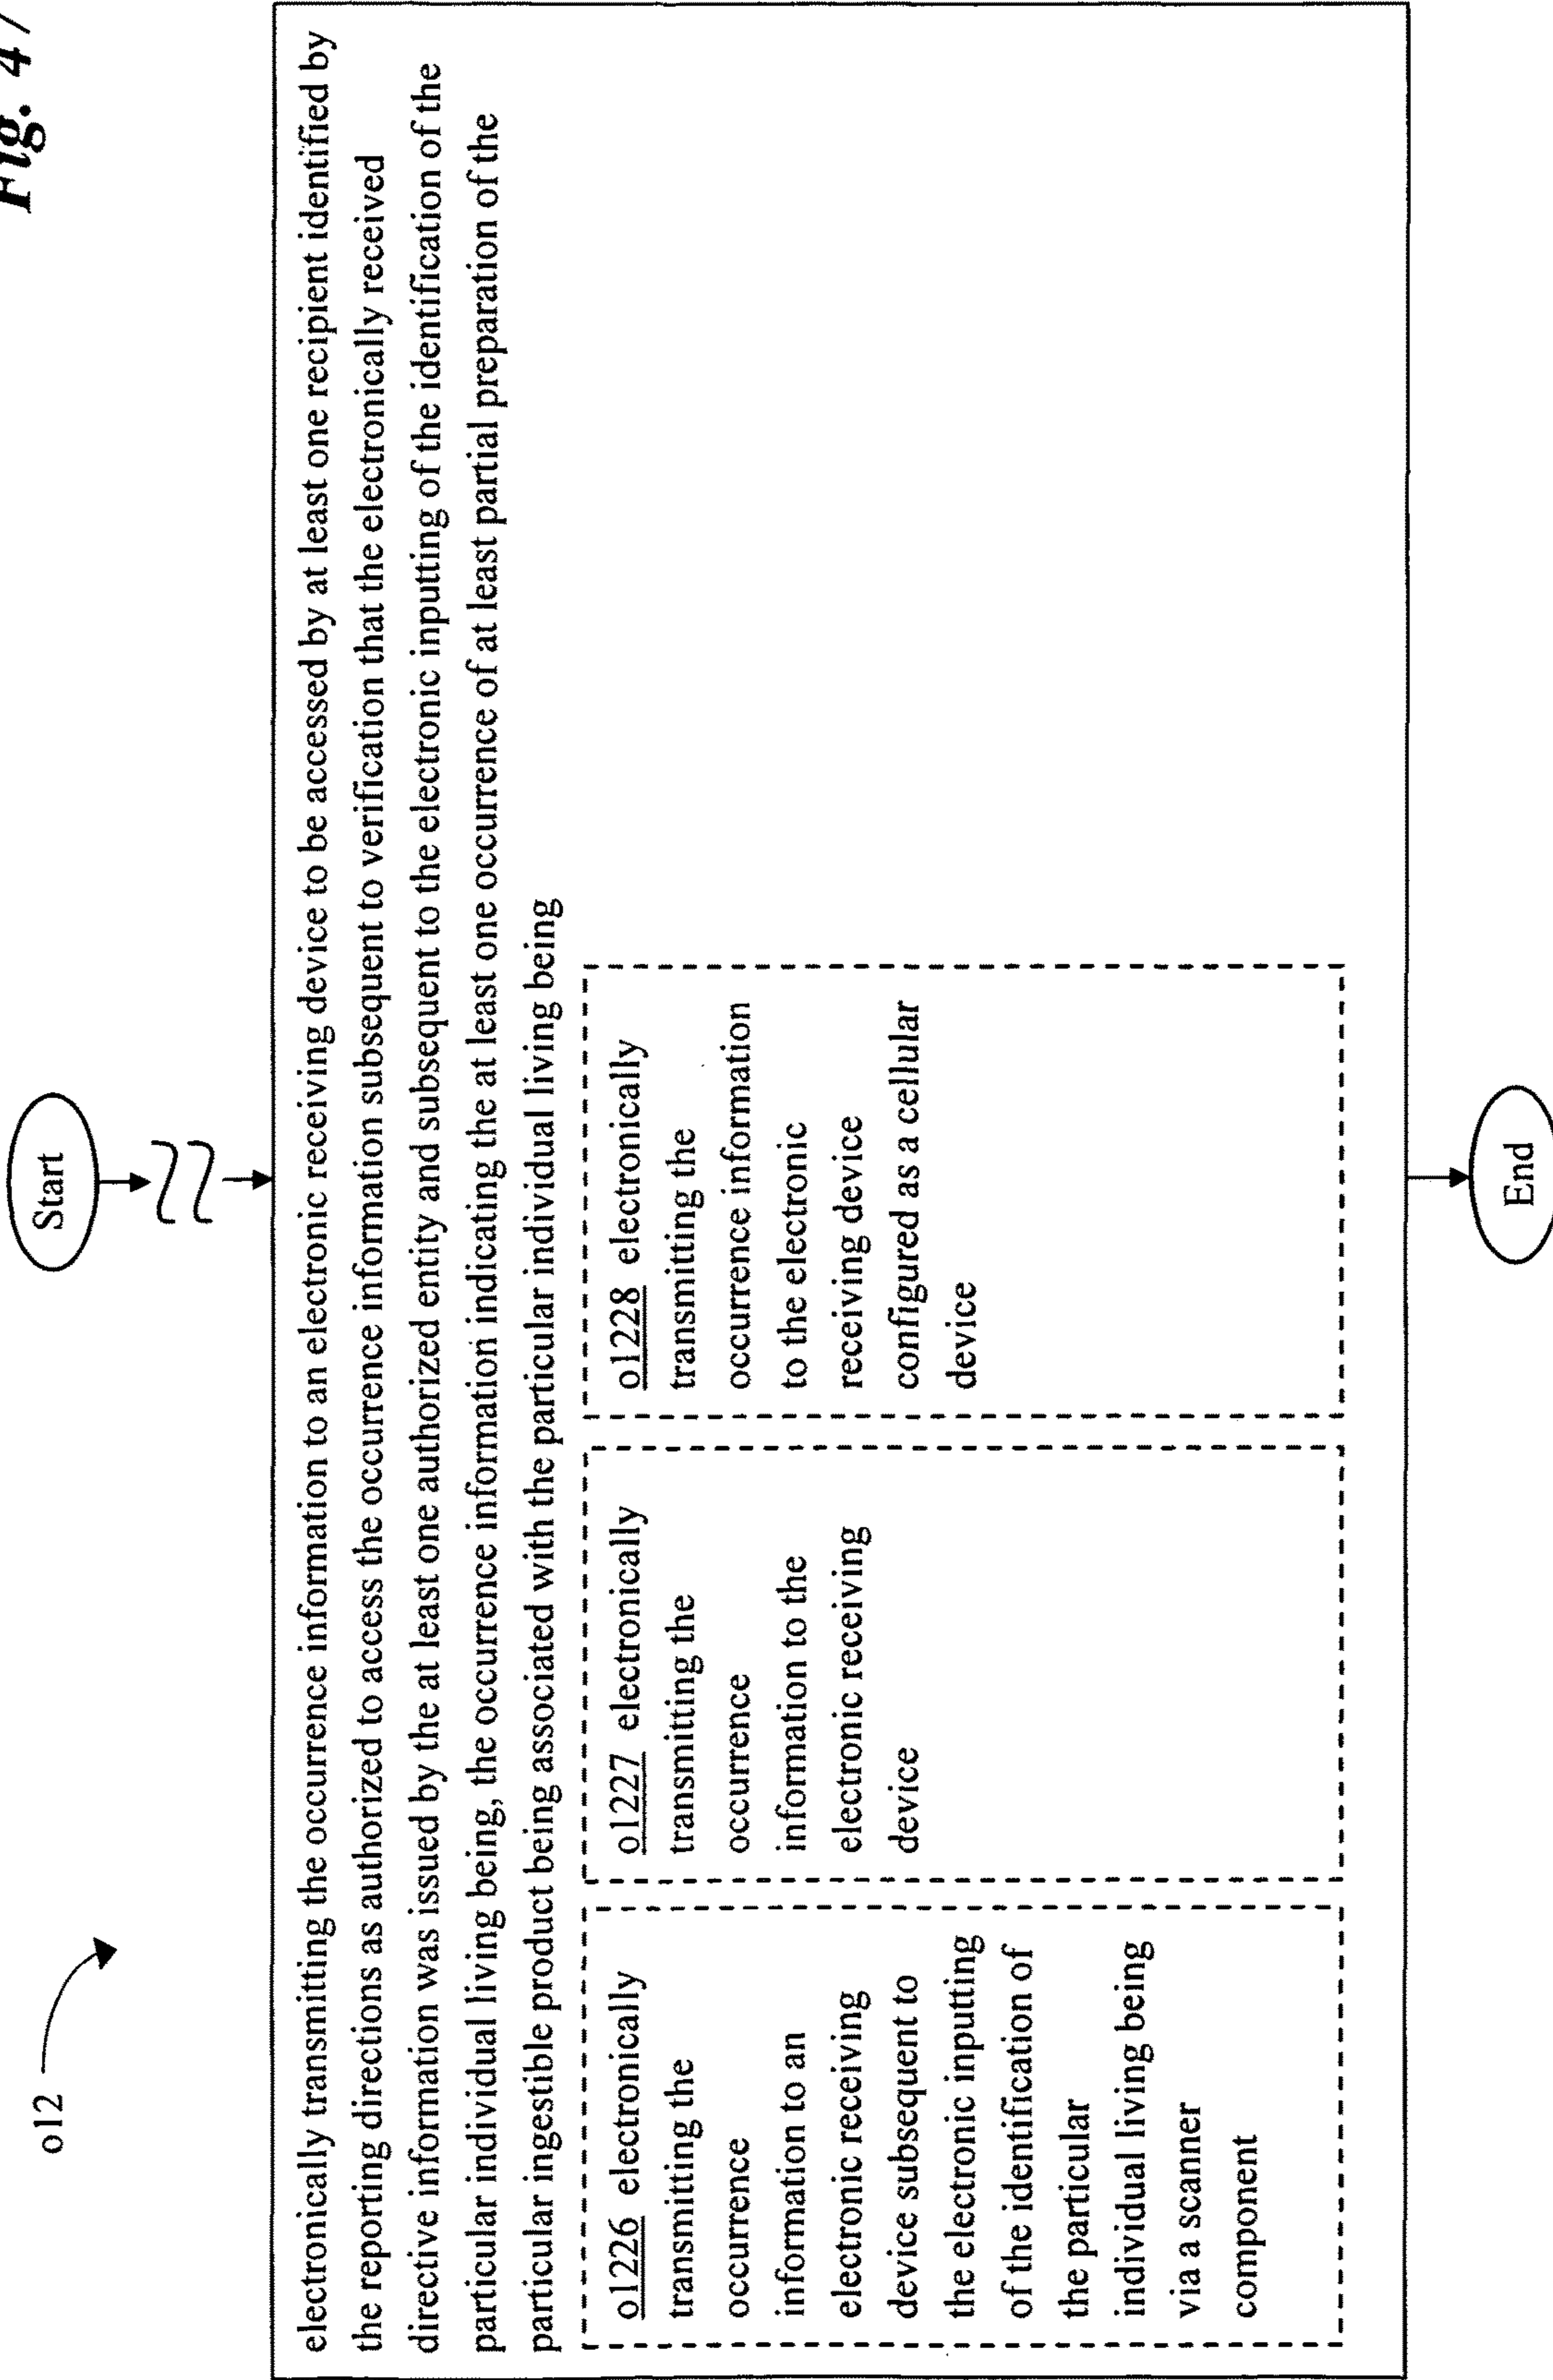 Fig. 47
o12
Start
electronically transmitting the occurrence information to an electronic receiving device to be accessed by at least one recipient identified by
the reporting directions as authorized to access the occurrence information subsequent to verification that the electronically received
directive information was issued by the at least one authorized entity and subsequent to the electronic inputting of the identification of the
particular individual living being, the occurrence information indicating the at least one occurrence of at least partial preparation of the
particular ingestible product being associated with the particular individual living being
o1226 electronically
transmitting the
occurrence
information to an
electronic receiving
device subsequent to
the electronic inputting
of the identification of
the particular
individual living being
via a scanner
component
o1227 electronically
transmitting the
occurrence
information to the
electronic receiving
device
o1228 electronically
transmitting the
occurrence information
to the electronic
receiving device
configured as a cellular
device
End